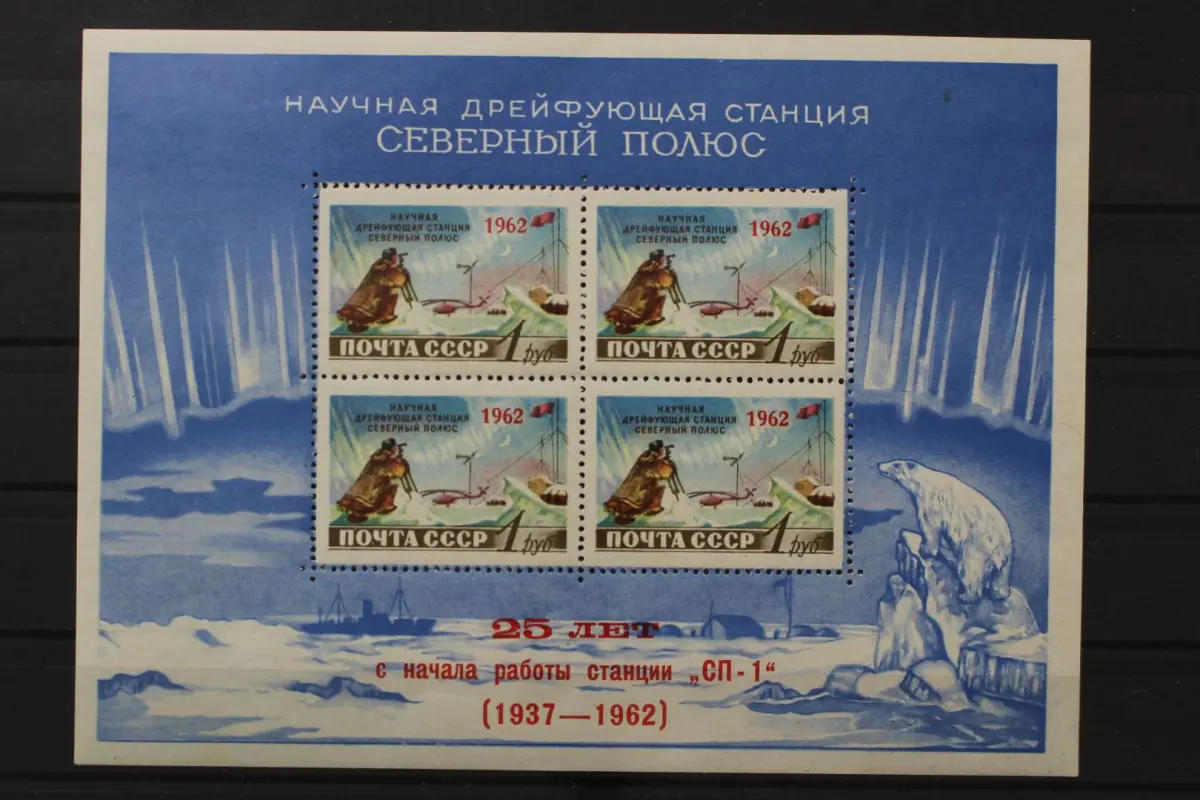 НАУЧНАЯ ДРЕЙФУЮЩАЯ СТАНЦИЯ
СЕВЕРНЫЙ ПОЛЮС
НАУЧНАЯ
ДРЕЙФУЮЩАЯ СТАНЦИЯ
СЕВЕРНЫЙ ПОЛЮС
1962
ПОЧТА СССР 1 руб
НАУЧНАЯ
ДРЕЙФУЮЩАЯ СТАНЦИЯ
СЕВЕРНЫЙ ПОЛЮС
1962
ПОЧТА СССР 1 руб
НАУЧНАЯ
ДРЕЙФУЮЩАЯ СТАНЦИЯ
СЕВЕРНЫЙ ПОЛЮС
1962
ПОЧТА СССР 1 руб
НАУЧНАЯ
ДРЕЙФУЮЩАЯ СТАНЦИЯ
СЕВЕРНЫЙ ПОЛЮС
1962
ПОЧТА СССР 1 руб
25 ЛЕТ
с начала работы станции „СП-1“
(1937—1962)